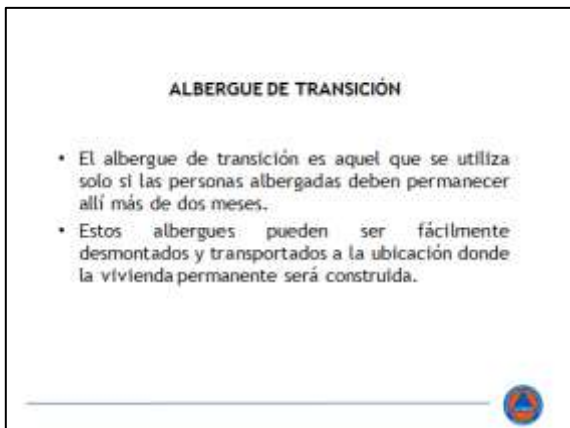 ALBERGUE DE TRANSICIÓN
• El albergue de transición es aquel que se utiliza
solo si las personas albergadas deben permanecer
allí más de dos meses.
• Estos albergues pueden ser fácilmente
desmontados y transportados a la ubicación donde
la vivienda permanente será construida.